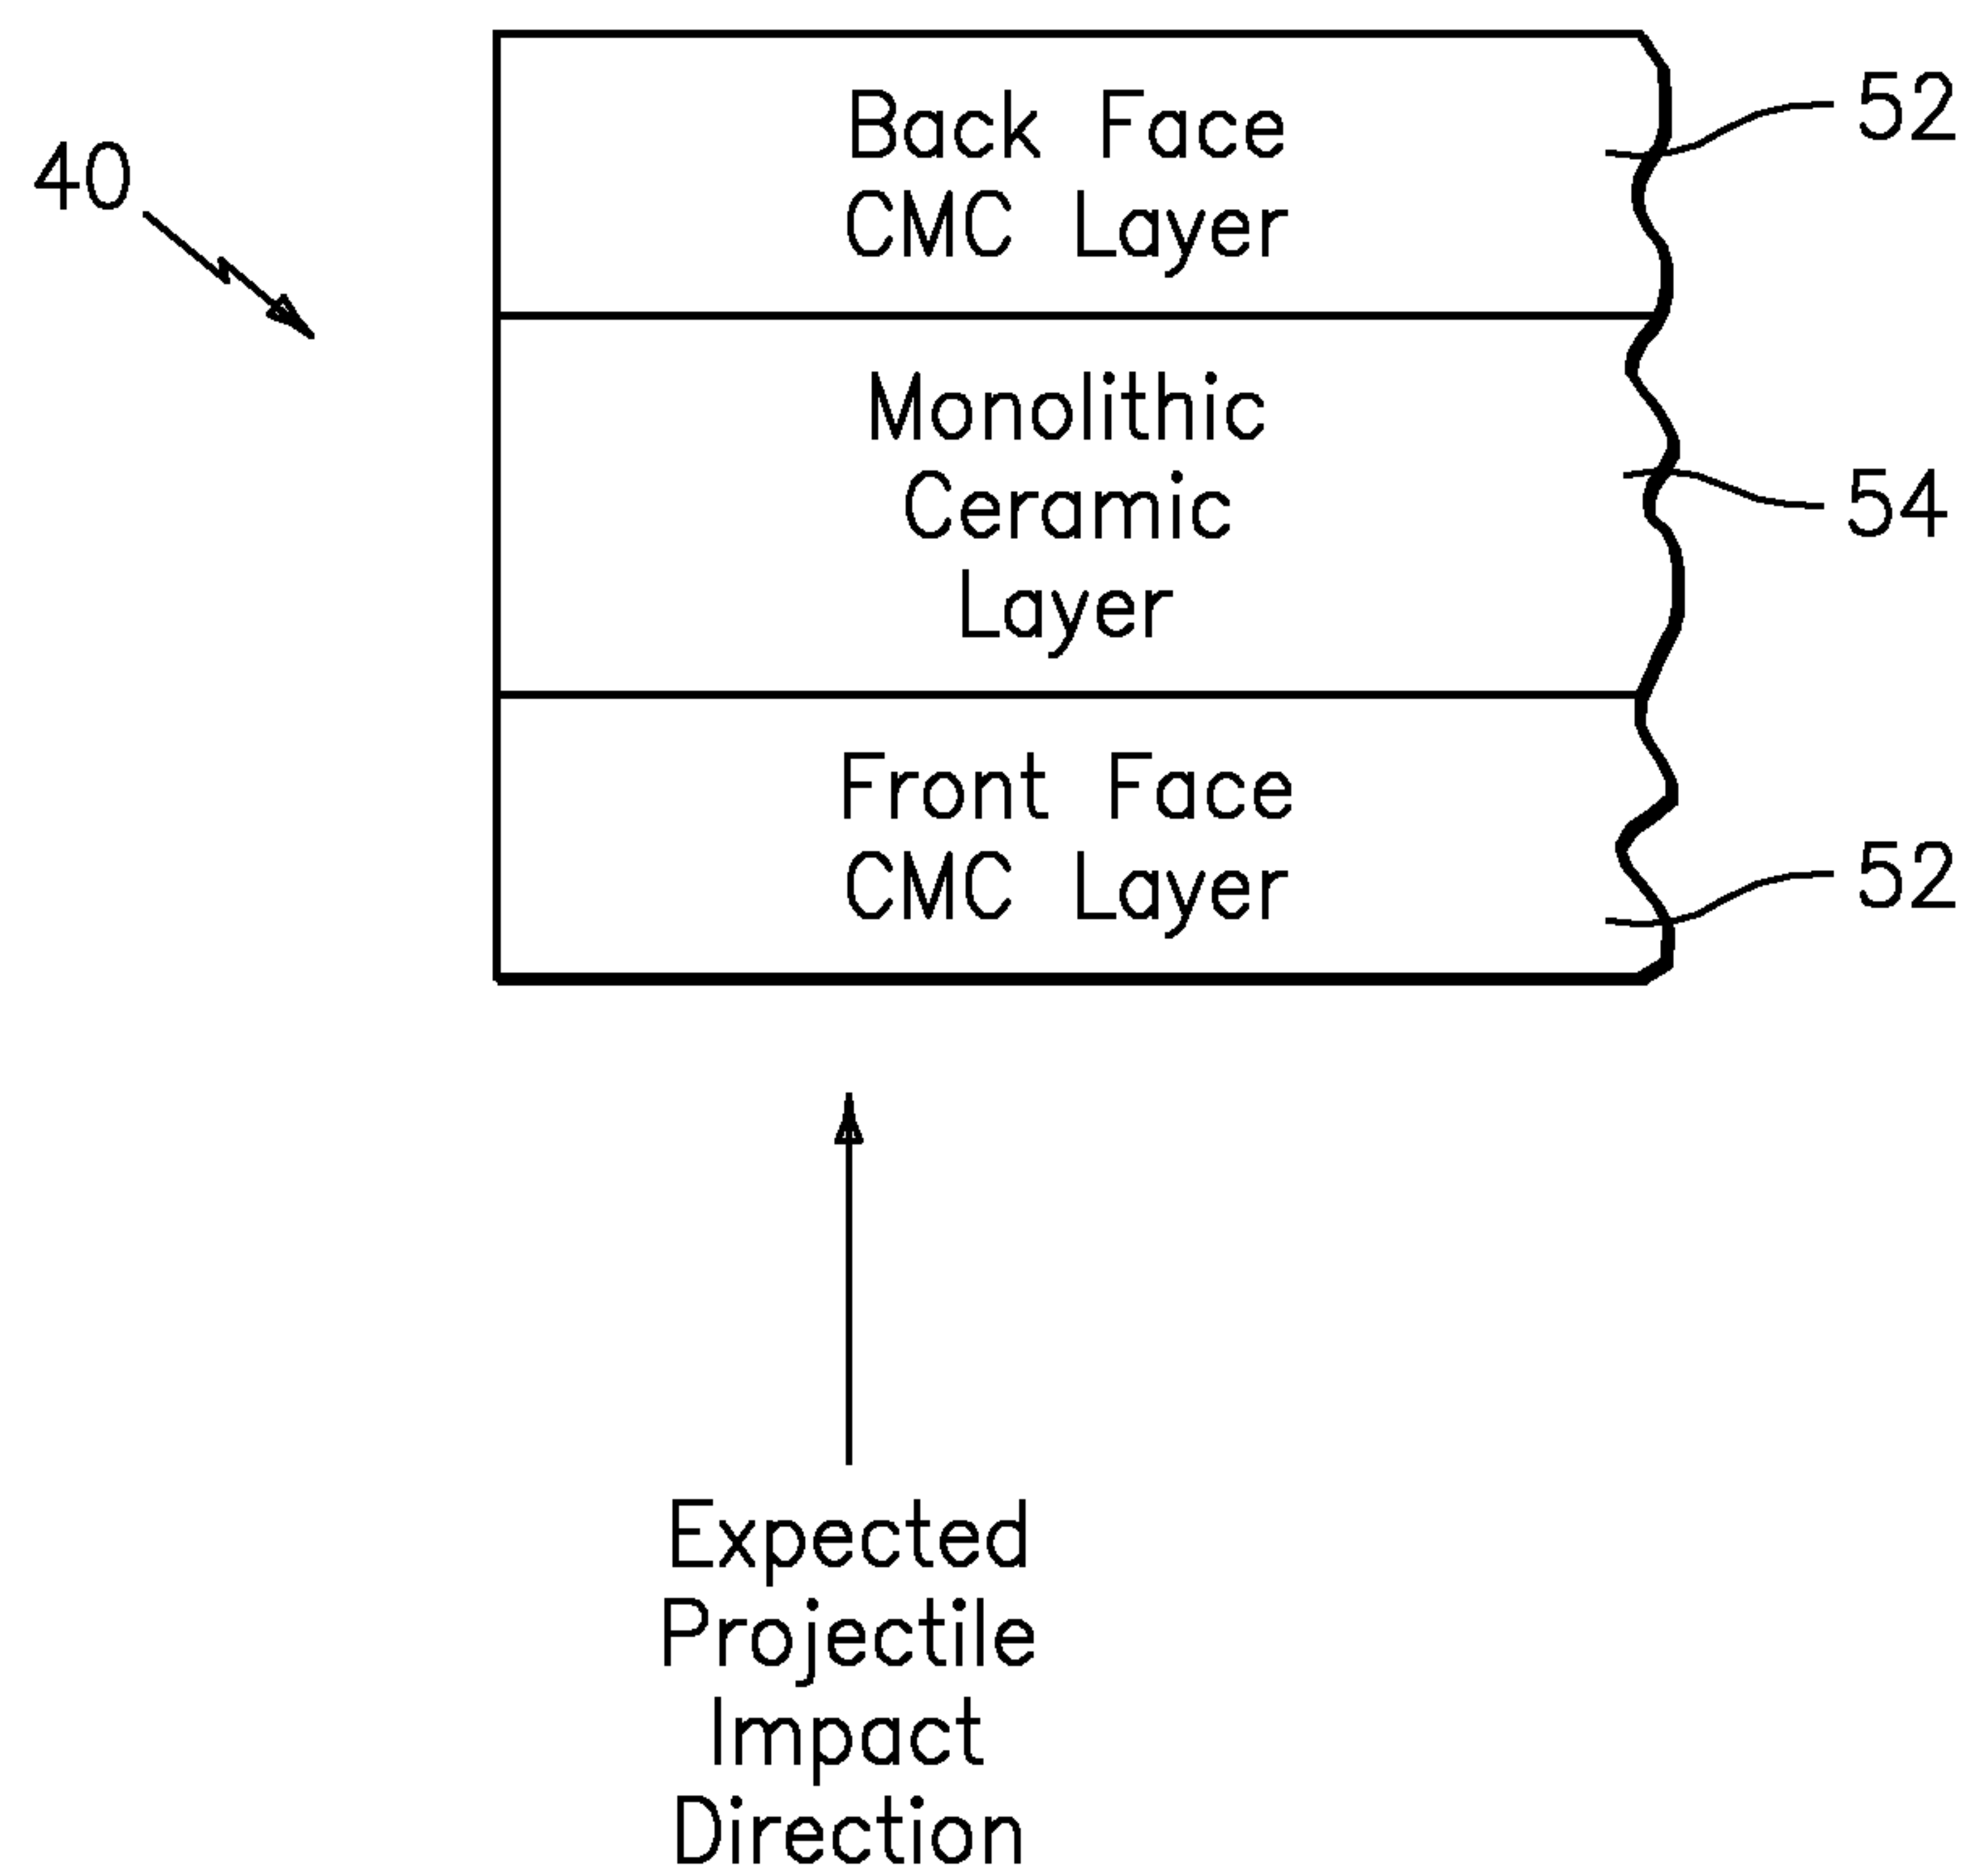 52
40
Back Face
CMC Layer
Monolithic
Ceramic
Layer
54
Front Face
CMC Layer
52
Expected
Projectile
Impact
Direction